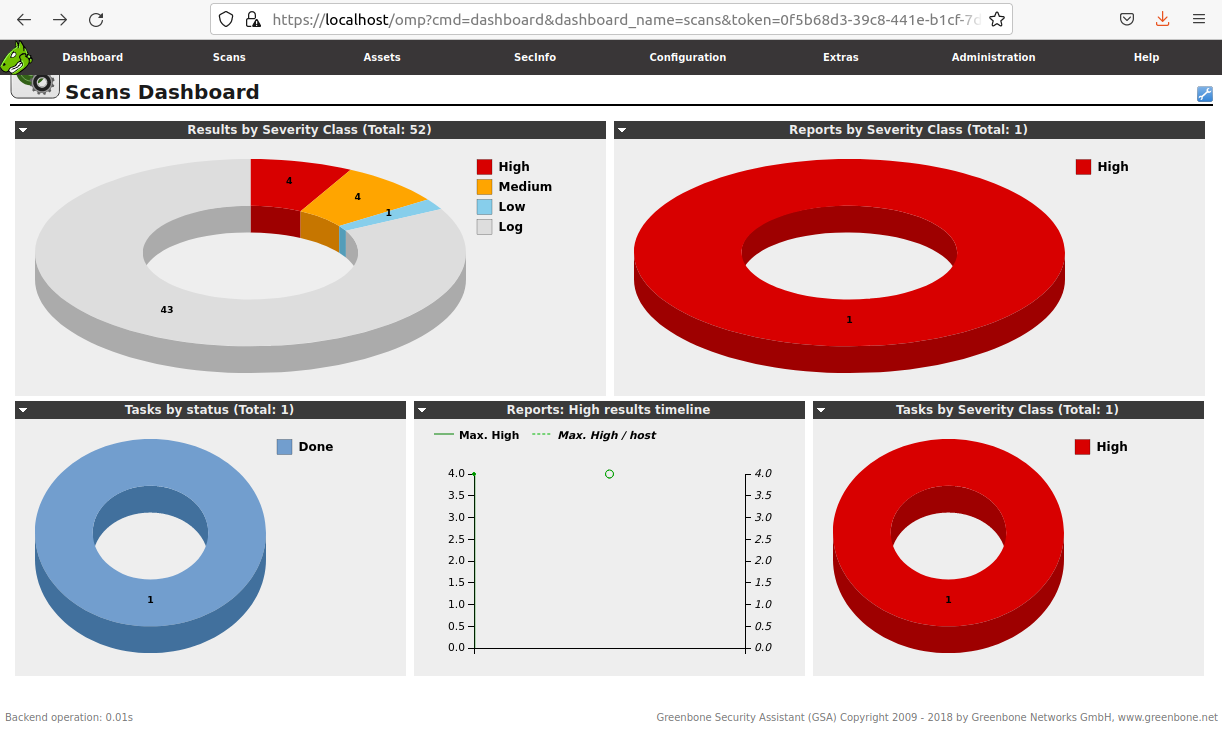 https://localhost/omp?cmd=dashboard&dashboard_name=scans&token=0f5b68d3-39c8-441e-b1cf-7d
Dashboard Scans Assets SecInfo Configuration Extras Administration Help
Scans Dashboard
Results by Severity Class (Total: 52)
4
4
1
43
High
Medium
Low
Log
Reports by Severity Class (Total: 1)
1
High
Tasks by status (Total: 1)
1
Done
Reports: High results timeline
Max. High Max. High / host
4.0 4.0
3.5 3.5
3.0 3.0
2.5 2.5
2.0 2.0
1.5 1.5
1.0 1.0
0.5 0.5
0.0 0.0
Tasks by Severity Class (Total: 1)
1
High
Backend operation: 0.01s
Greenbone Security Assistant (GSA) Copyright 2009 - 2018 by Greenbone Networks GmbH, www.greenbone.net